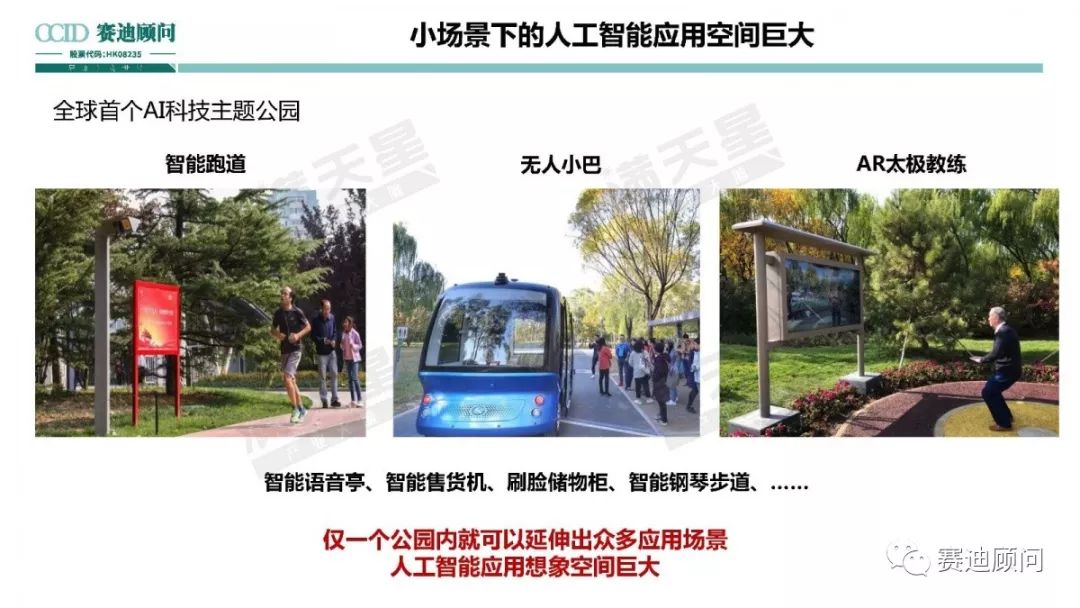 CCID 赛迪顾问
股票代码:HK08235
小场景下的人工智能应用空间巨大
全球首个AI科技主题公园
智能跑道
无人小巴
AR太极教练
智能语音亭、智能售货机、刷脸储物柜、智能钢琴步道、……
仅一个公园内就可以延伸出众多应用场景
人工智能应用想象空间巨大
赛迪顾问